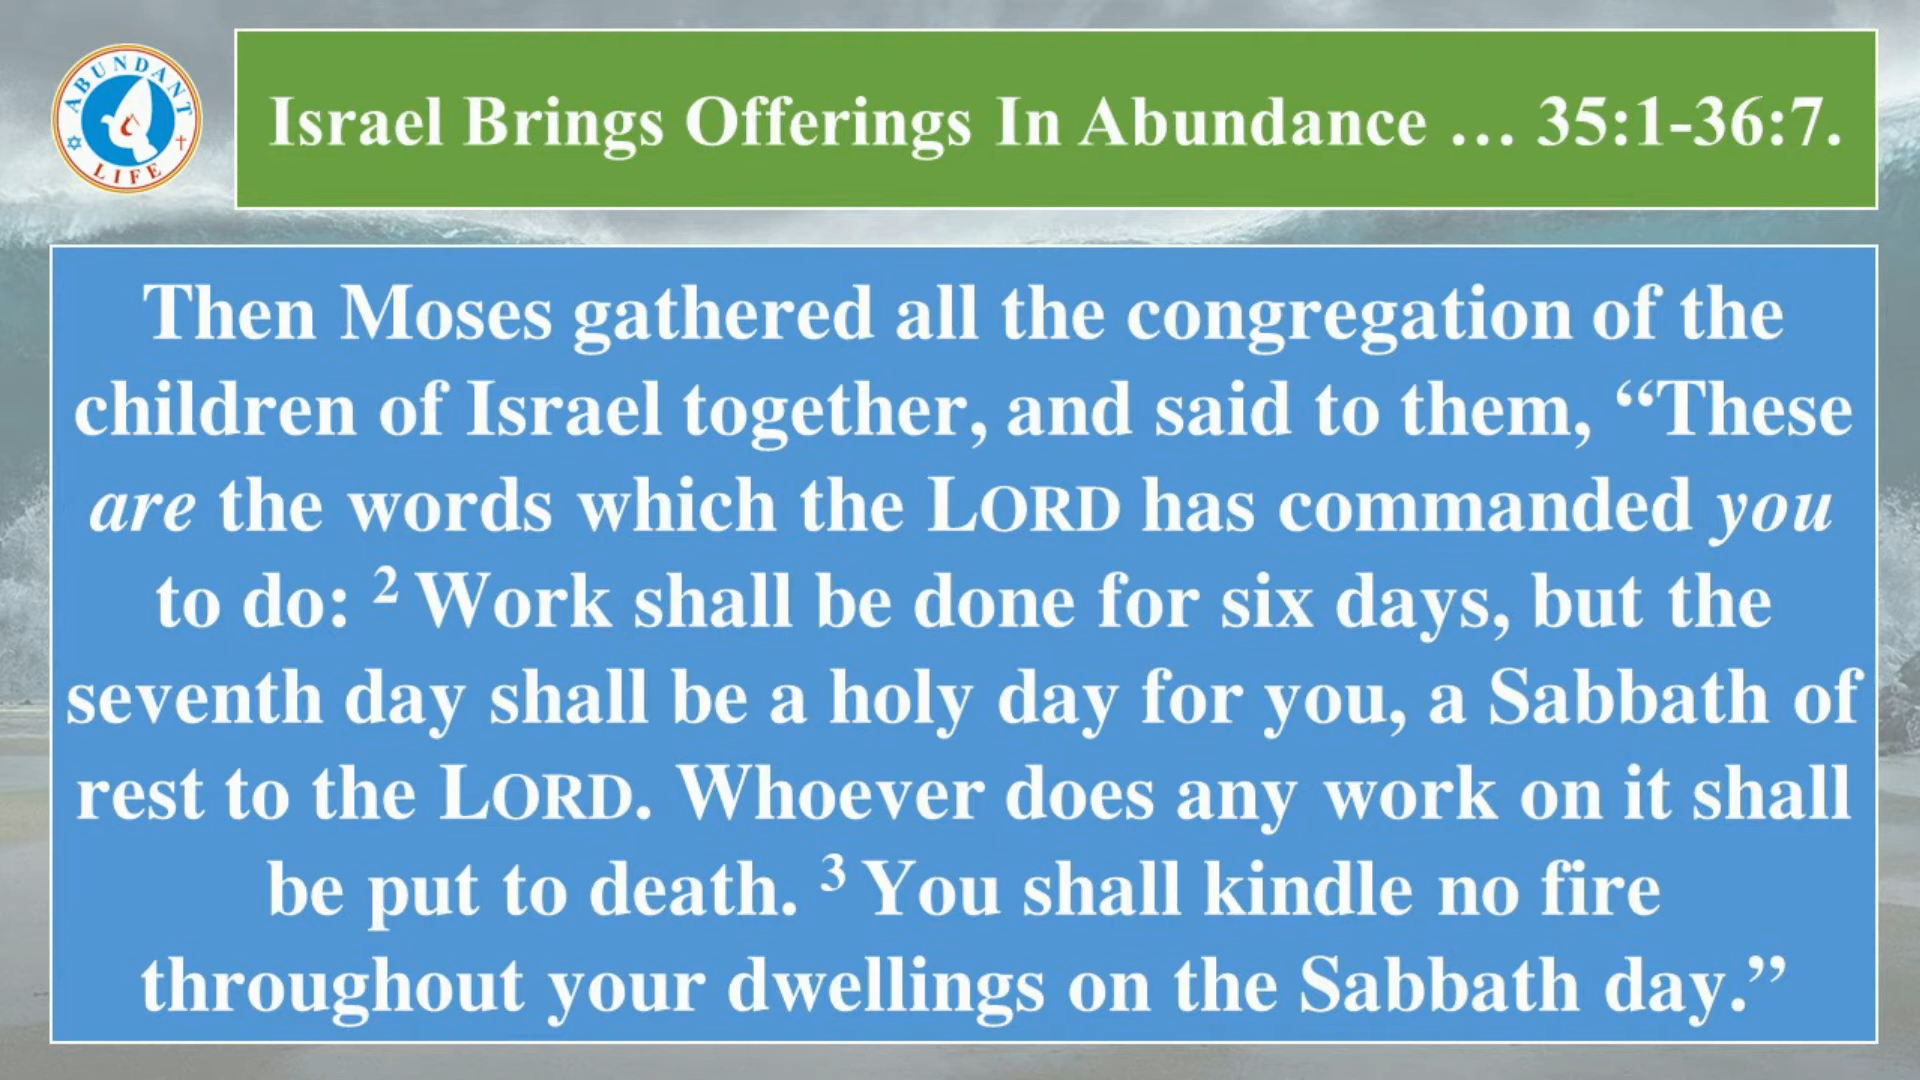 ABUNDANT
LIFE
Israel Brings Offerings In Abundance … 35:1-36:7.
Then Moses gathered all the congregation of the
children of Israel together, and said to them, “These
are the words which the LORD has commanded you
to do: ² Work shall be done for six days, but the
seventh day shall be a holy day for you, a Sabbath of
rest to the LORD. Whoever does any work on it shall
be put to death. ³ You shall kindle no fire
throughout your dwellings on the Sabbath day.”